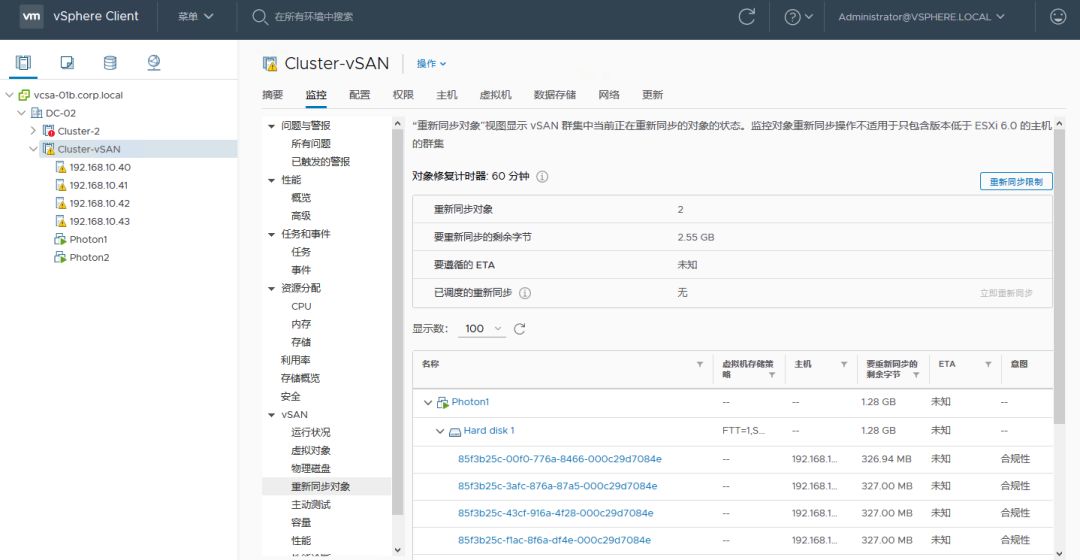 vm vSphere Client 菜单 在所有环境中搜索 Administrator@VSPHERE.LOCAL
vcsa-01b.corp.local
DC-02
Cluster-2
Cluster-vSAN
192.168.10.40
192.168.10.41
192.168.10.42
192.168.10.43
Photon1
Photon2
Cluster-vSAN 操作
摘要 监控 配置 权限 主机 虚拟机 数据存储 网络 更新
问题与警报
所有问题
已触发的警报
性能
概览
高级
任务和事件
任务
事件
资源分配
CPU
内存
存储
利用率
存储概览
安全
vSAN
运行状况
虚拟对象
物理磁盘
重新同步对象
主动测试
容量
性能
性能诊断
“重新同步对象”视图显示 vSAN 群集中当前正在重新同步的对象的状态。监控对象重新同步操作不适用于只包含版本低于 ESXi 6.0 的主机
的群集
对象修复计时器: 60 分钟
重新同步限制
重新同步对象 2
要重新同步的剩余字节 2.55 GB
要遵循的 ETA 未知
已调度的重新同步 无 立即重新同步
显示数： 100
名称 虚拟机存储策略 主机 要重新同步的剩余字节 ETA 意图
Photon1 -- -- 1.28 GB 未知 --
Hard disk 1 FTT=1,S... -- 1.28 GB 未知 --
85f3b25c-00f0-776a-8466-000c29d7084e -- 192.168.1... 326.94 MB 未知 合规性
85f3b25c-3afc-876a-87a5-000c29d7084e -- 192.168.1... 327.00 MB 未知 合规性
85f3b25c-43cf-916a-4f28-000c29d7084e -- 192.168.1... 327.00 MB 未知 合规性
85f3b25c-f1ac-8f6a-df4e-000c29d7084e -- 192.168.1... 327.00 MB 未知 合规性